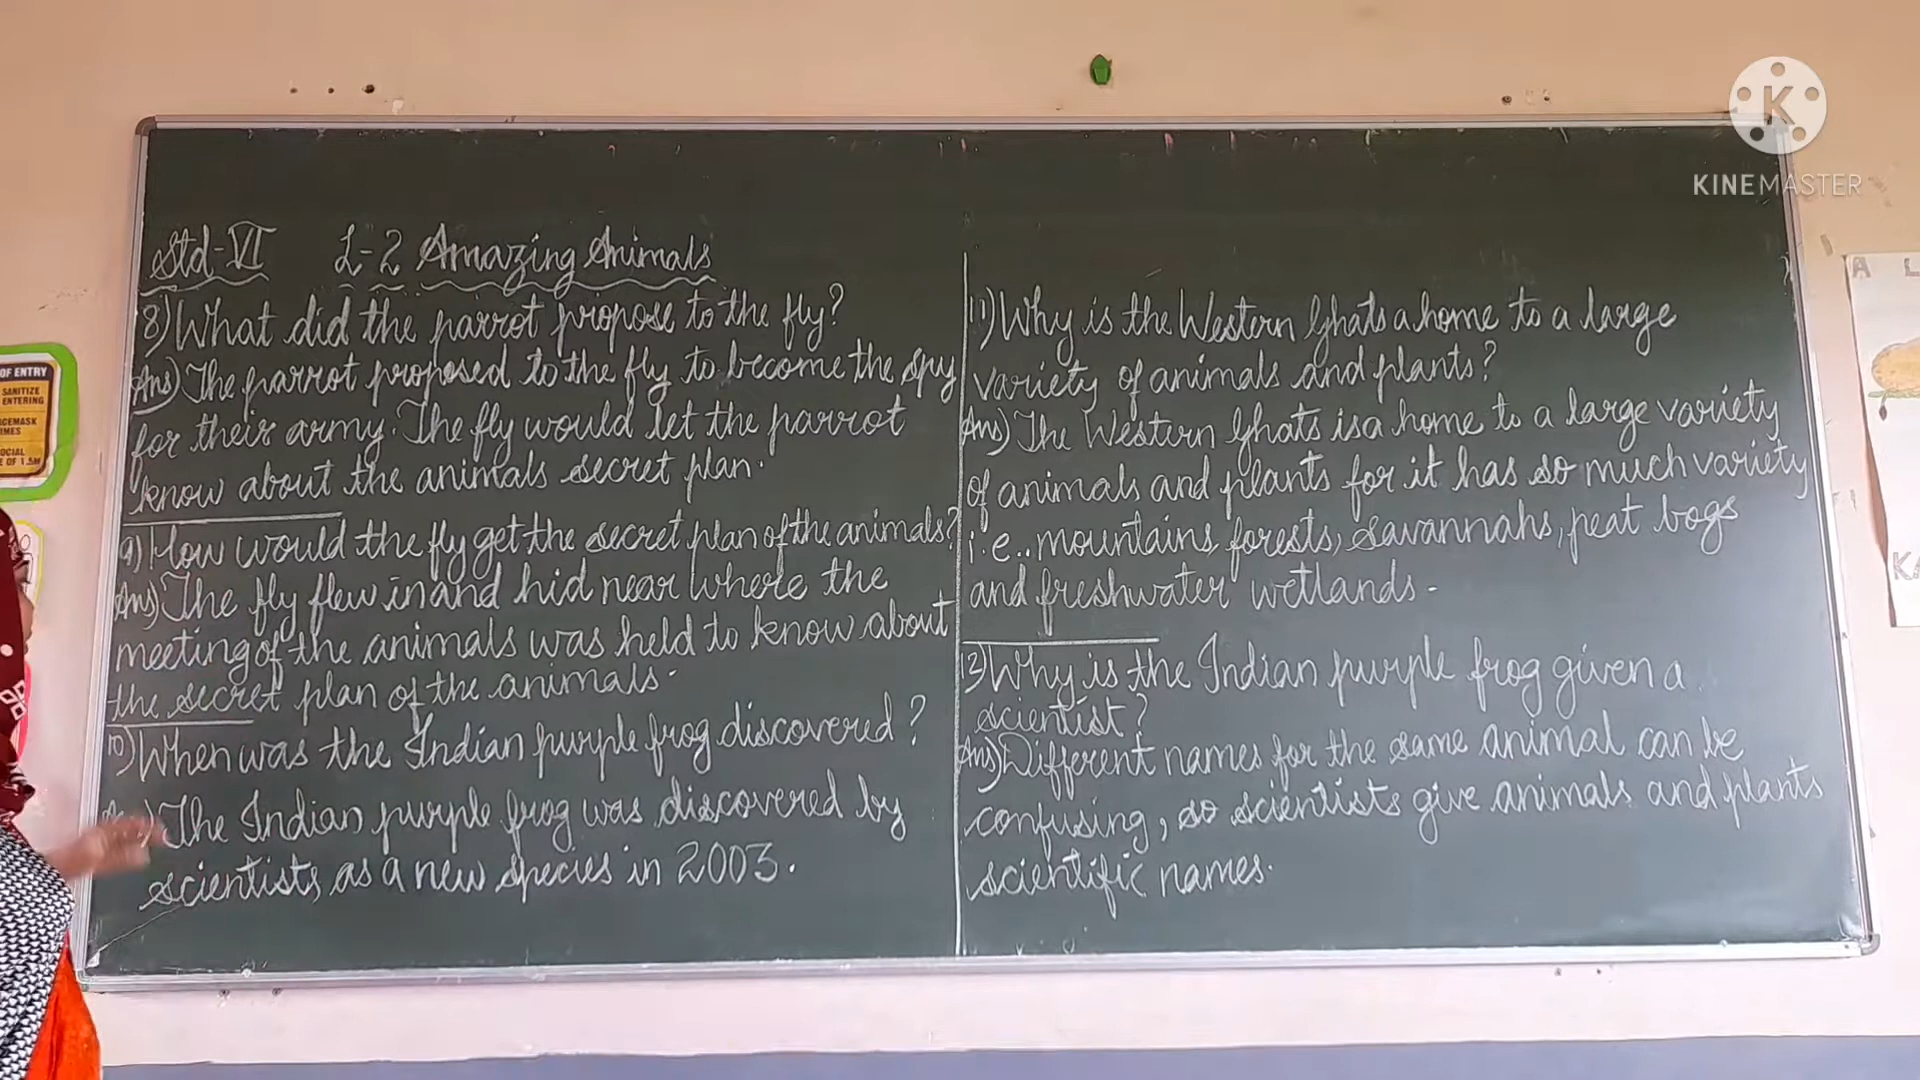 Std-VI L-2 Amazing Animals
8) What did the parrot propose to the fly?
Ans) The parrot proposed to the fly to become the spy
for their army. The fly would let the parrot
know about the animals secret plan.
9) How would the fly get the secret plan of the animals?
Ans) The fly flew in and hid near where the
meeting of the animals was held to know about
the secret plan of the animals.
10) When was the Indian purple frog discovered?
The Indian purple frog was discovered by
scientists, as a new species in 2003.
11) Why is the Western Ghats a home to a large
variety of animals and plants?
Ans) The Western Ghats is a home to a large variety
of animals and plants for it has so much variety
i.e.. mountains, forests, savannahs, peat bogs
and freshwater wetlands.
Why is the Indian purple frog given a
scientist?
Ans) Different names for the same animal can be
confusing, so scientists give animals and plants
scientific names.
KINEMASTER
OF ENTRY
SANITIZE
ENTERING
E OF 1.5M
A L
KA